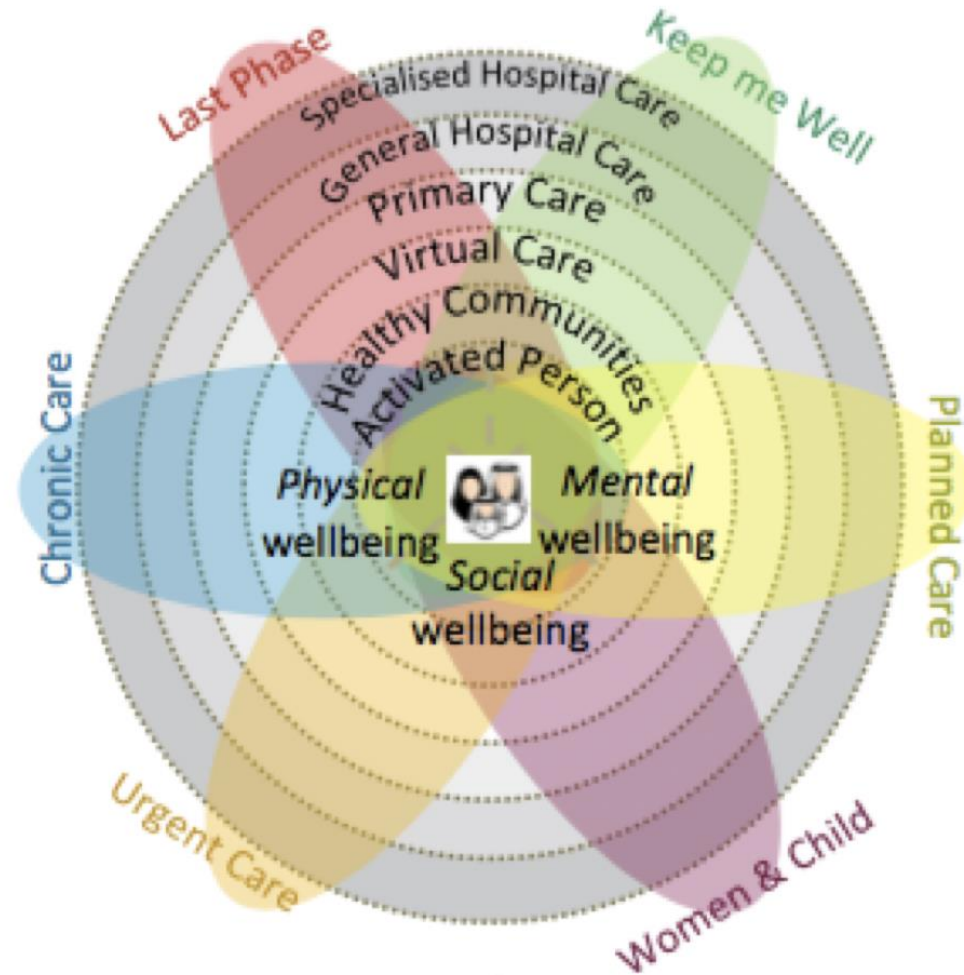 Last Phase
Keep me Well
Specialised Hospital Care
General Hospital Care
Primary Care
Virtual Care
Healthy Communities
Activated Person
Chronic Care
Planned Care
Physical
wellbeing
Mental
wellbeing
Social
wellbeing
Urgent Care
Women & Child